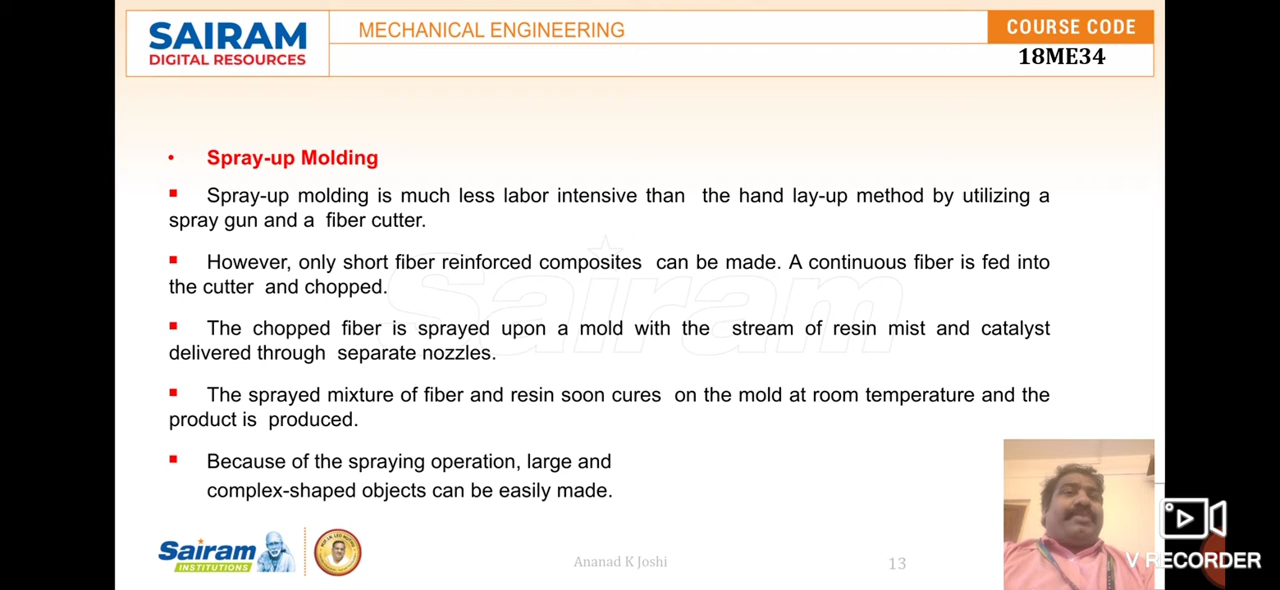 SAIRAM
DIGITAL RESOURCES
MECHANICAL ENGINEERING
COURSE CODE
18ME34
• Spray-up Molding
▪ Spray-up molding is much less labor intensive than the hand lay-up method by utilizing a
spray gun and a fiber cutter.
▪ However, only short fiber reinforced composites can be made. A continuous fiber is fed into
the cutter and chopped.
▪ The chopped fiber is sprayed upon a mold with the stream of resin mist and catalyst
delivered through separate nozzles.
▪ The sprayed mixture of fiber and resin soon cures on the mold at room temperature and the
product is produced.
▪ Because of the spraying operation, large and
complex-shaped objects can be easily made.
Sairam
Sairam
INSTITUTIONS
Ananad K Joshi
13
V RECORDER